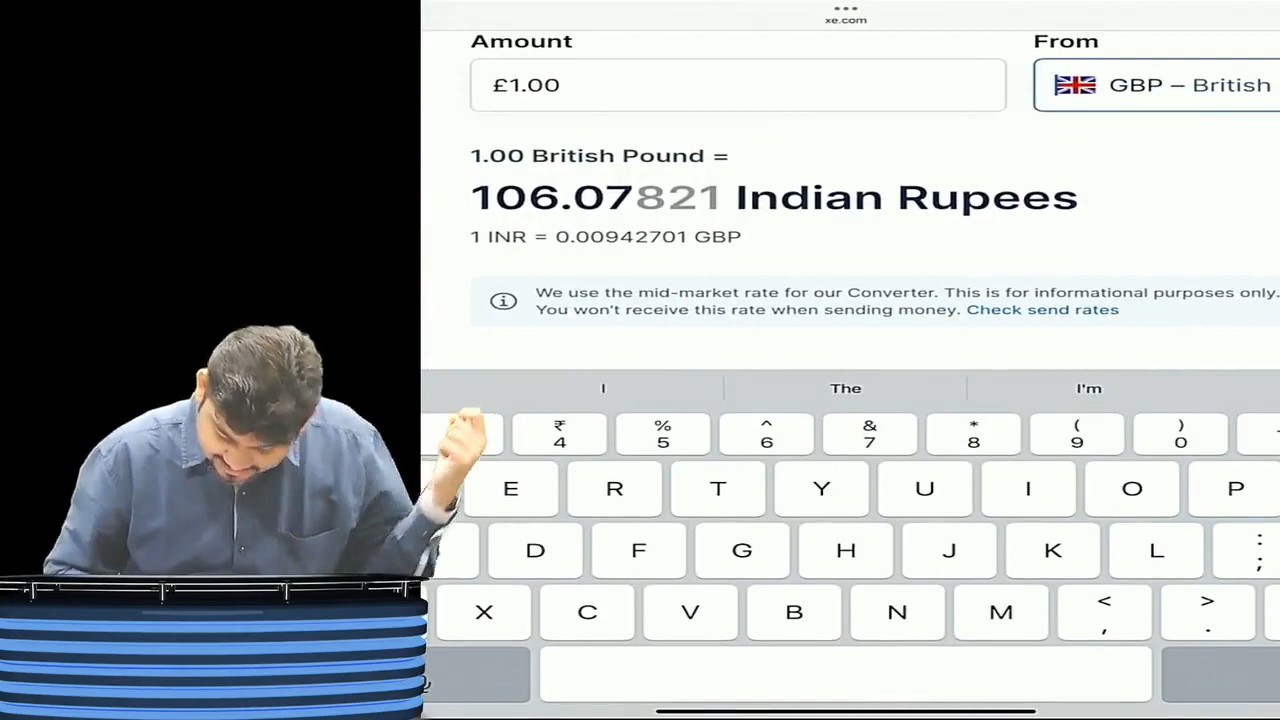 xe.com
Amount
From
£1.00
GBP – British
1.00 British Pound =
106.07821 Indian Rupees
1 INR = 0.00942701 GBP
We use the mid-market rate for our Converter. This is for informational purposes only.
You won't receive this rate when sending money. Check send rates
I The I'm
₹ % ^ & * ( )
4 5 6 7 8 9 0
E R T Y U I O P
D F G H J K L : ;
X C V B N M < , > .